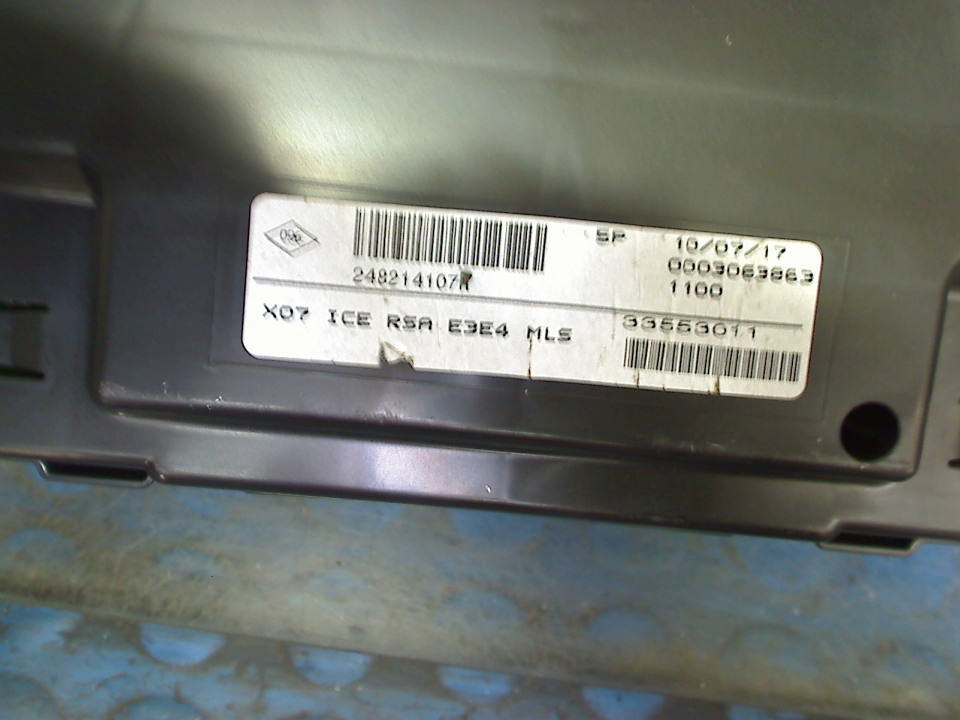 SP 10/07/17
248214107R 0003063863
1100
X07 ICE RSA E3E4 MLS 33553011